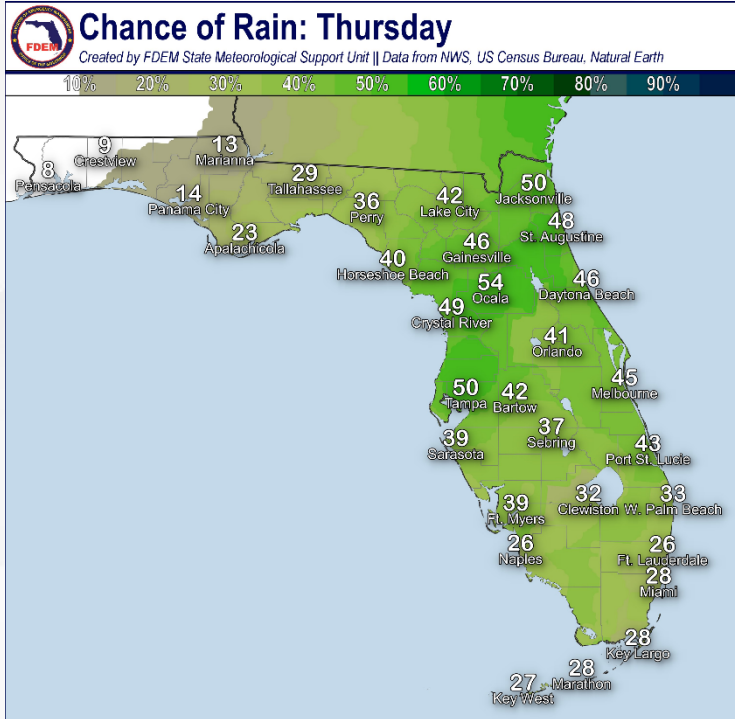 Chance of Rain: Thursday
Created by FDEM State Meteorological Support Unit || Data from NWS, US Census Bureau, Natural Earth
FDEM
10% 20% 30% 40% 50% 60% 70% 80% 90%
9
Crestview
13
Marianna
8
Pensacola
29
Tallahassee
50
Jacksonville
14
Panama City
36
Perry
42
Lake City
48
St. Augustine
23
Apalachicola
46
Gainesville
40
Horseshoe Beach
54
Ocala
46
Daytona Beach
49
Crystal River
41
Orlando
50
Tampa
42
Bartow
45
Melbourne
39
Sarasota
37
Sebring
43
Port St. Lucie
39
Ft. Myers
32
Clewiston
33
W. Palm Beach
26
Naples
26
Ft. Lauderdale
28
Miami
28
Key Largo
28
Marathon
27
Key West